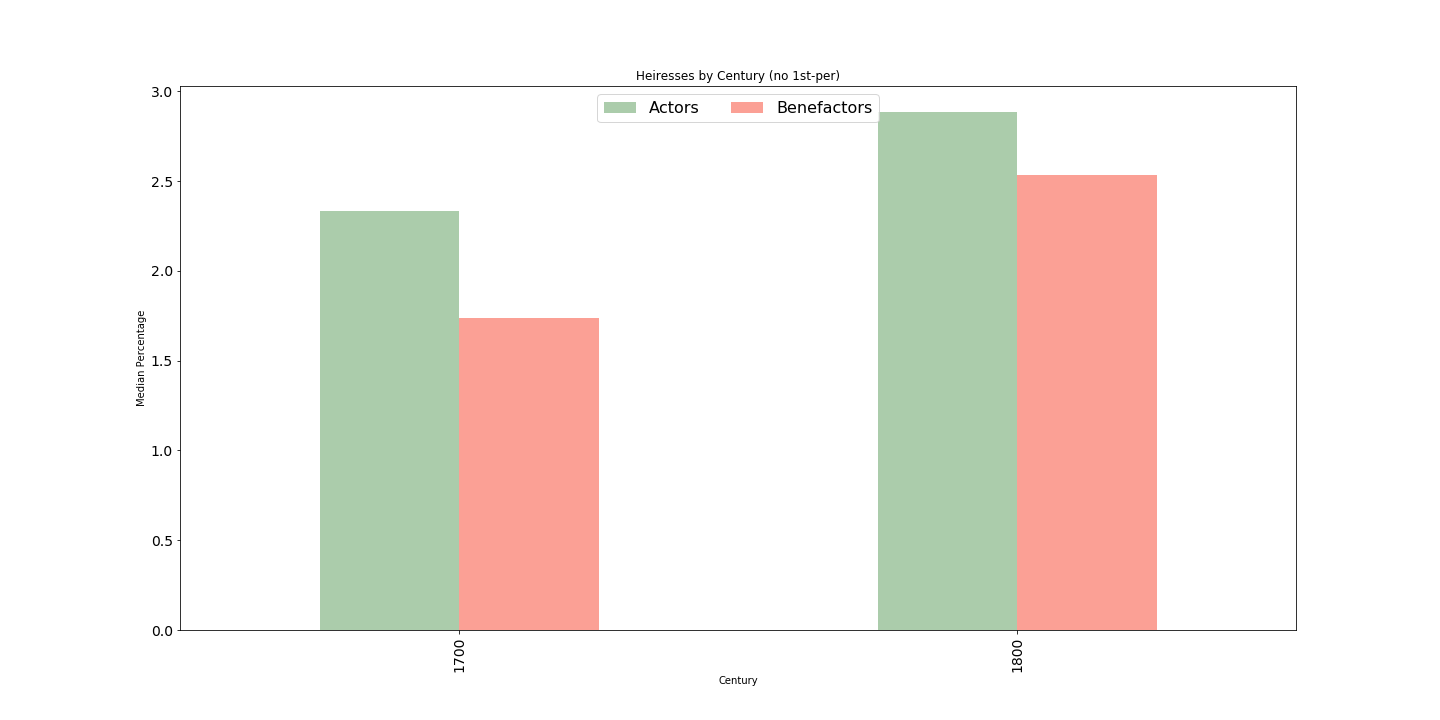 Heiresses by Century (no 1st-per)
Actors Benefactors
3.0
2.5
2.0
1.5
1.0
0.5
0.0
Median Percentage
1700 1800
Century